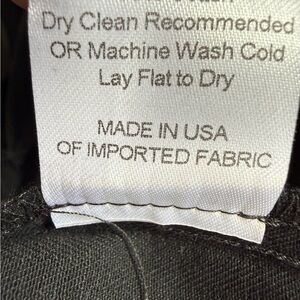 Dry Clean Recommended
OR Machine Wash Cold
Lay Flat to Dry
MADE IN USA
OF IMPORTED FABRIC